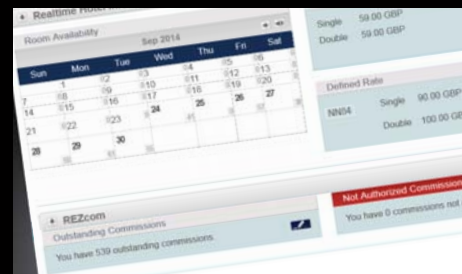 Realtime Hotel
Room Availability
Sep 2014
Sun Mon Tue Wed Thu Fri Sat
1 2 3 4 5 6
7 8 9 10 11 12 13
14 15 16 17 18 19 20
21 22 23 24 25 26 27
28 29 30
Single 59.00 GBP
Double 59.00 GBP
Defined Rate
NN04 Single 90.00 GBP
Double 100.00 GB
REZcom
Outstanding Commissions
You have 539 outstanding commissions.
Not Authorized Commission
You have 0 commissions not